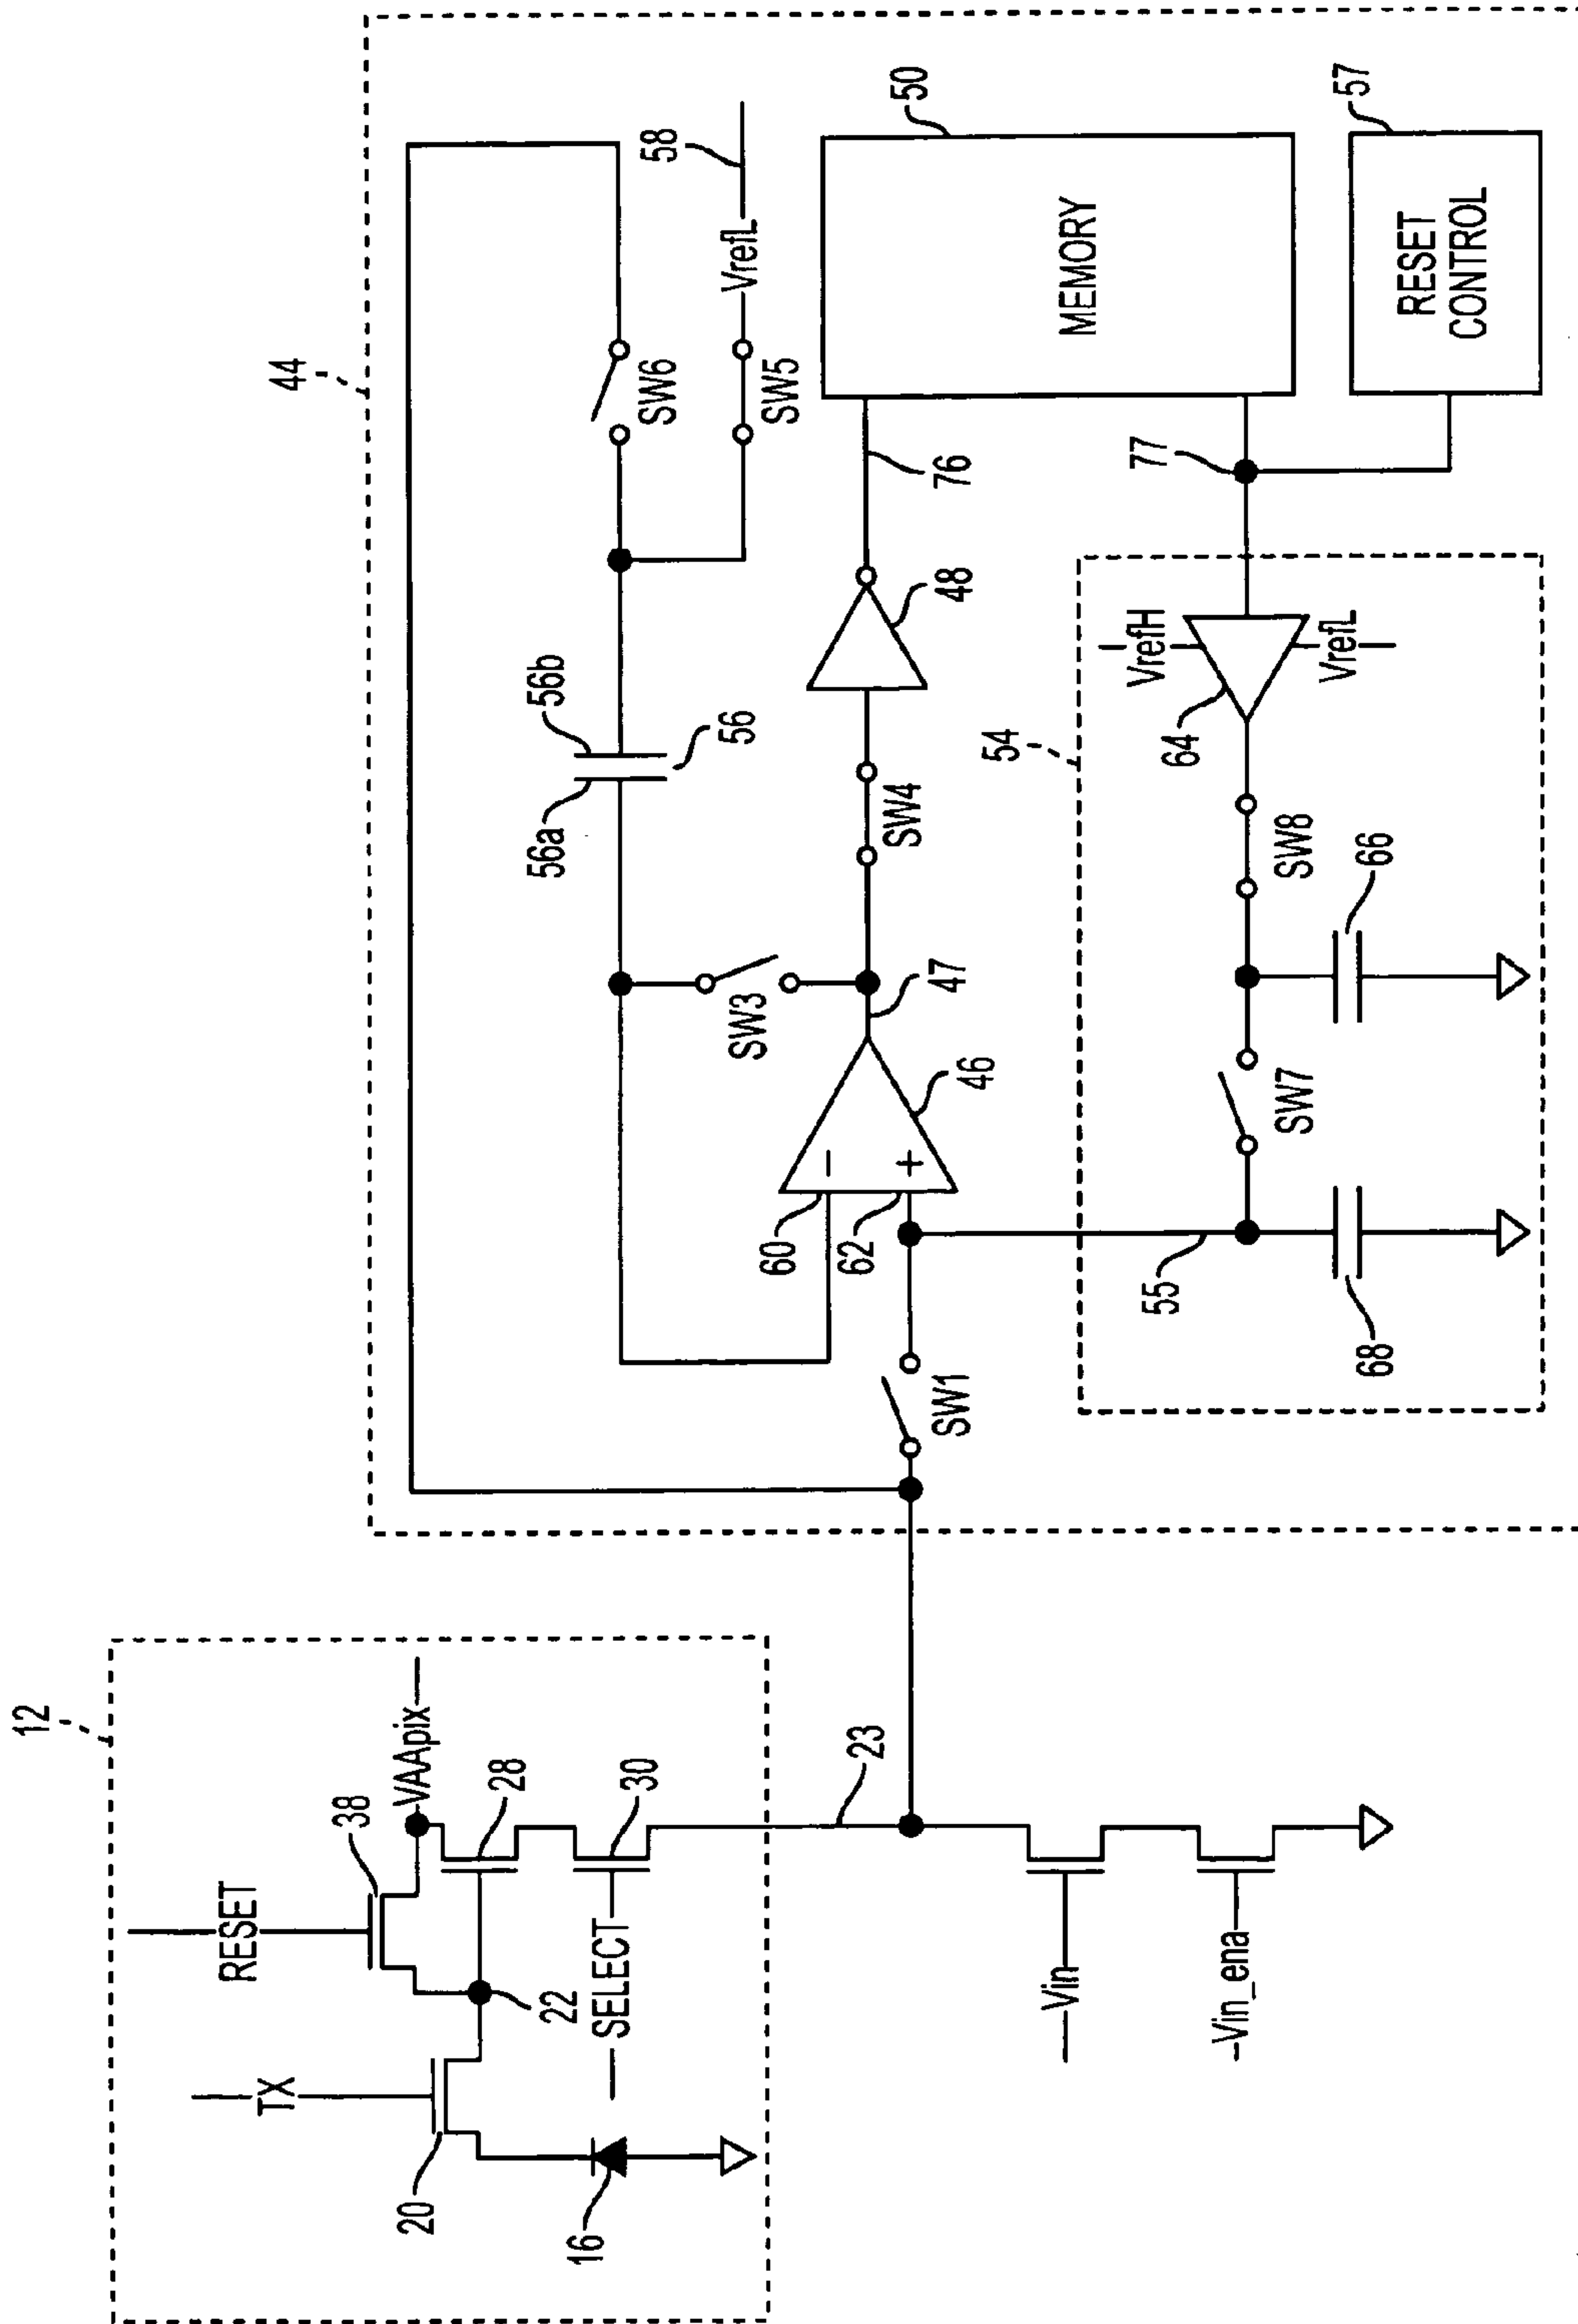 12
RESET
38
VAApix
TX
20
22
28
SELECT
30
16
23
Vin
Vin_ena
44
SW6
58
VrefL
SW5
56a
56b
56
SW3
60
62
−
+
46
47
SW4
48
76
50
MEMORY
SW1
55
54
77
57
RESET
CONTROL
VrefH
64
VrefL
SW7
SW8
68
66